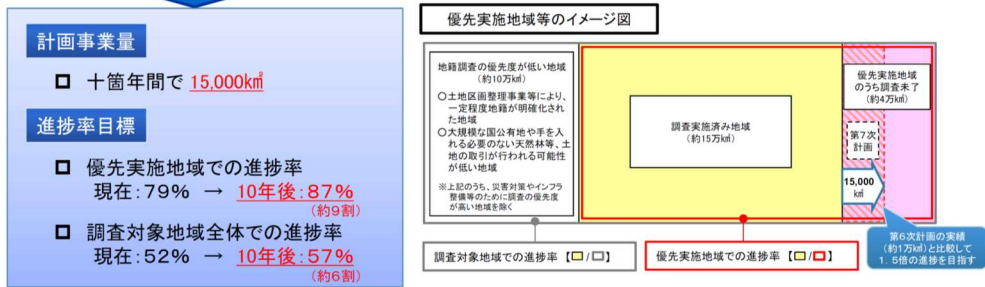 計画事業量
□ 十箇年間で 15,000㎢
進捗率目標
□ 優先実施地域での進捗率
現在:79% → 10年後:87%
(約9割)
□ 調査対象地域全体での進捗率
現在:52% → 10年後:57%
(約6割)
優先実施地域等のイメージ図
地籍調査の優先度が低い地域
(約10万㎢)
○土地区画整理事業等により、
一定程度地籍が明確化され
た地域
○大規模な国公有地や手を入
れる必要のない天然林等、土
地の取引が行われる可能性
が低い地域
※上記のうち、災害対策やインフラ
整備等のために調査の優先度
が高い地域を除く
調査実施済み地域
(約15万㎢)
優先実施地域
のうち調査未了
(約4万㎢)
第7次
計画
15,000
㎢
調査対象地域での進捗率 【□/□】
優先実施地域での進捗率 【□/□】
第6次計画の実績
(約1万㎢)と比較して
1.5倍の進捗を目指す